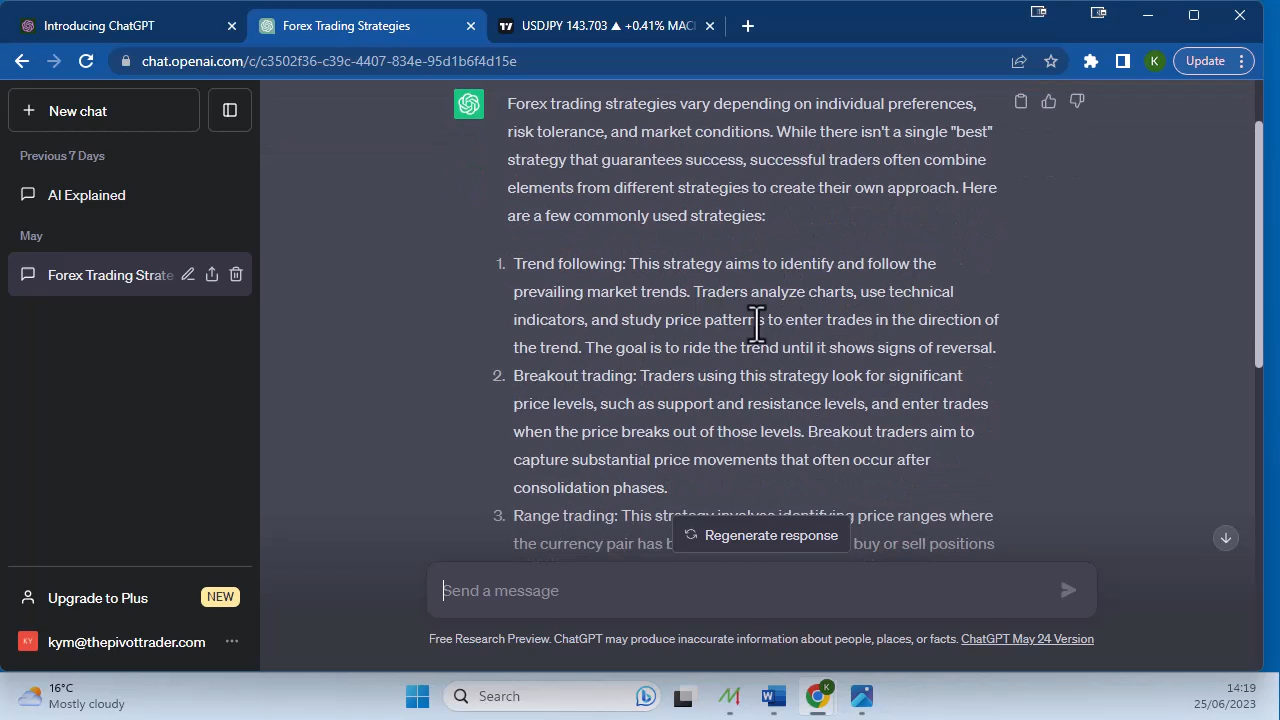 Introducing ChatGPT
Forex Trading Strategies
USDJPY 143.703 ▲ +0.41% MAC
chat.openai.com/c/c3502f36-c39c-4407-834e-95d1b6f4d15e
K
Update
New chat
Previous 7 Days
AI Explained
May
Forex Trading Strate
Forex trading strategies vary depending on individual preferences,
risk tolerance, and market conditions. While there isn't a single "best"
strategy that guarantees success, successful traders often combine
elements from different strategies to create their own approach. Here
are a few commonly used strategies:
1. Trend following: This strategy aims to identify and follow the
prevailing market trends. Traders analyze charts, use technical
indicators, and study price patterns to enter trades in the direction of
the trend. The goal is to ride the trend until it shows signs of reversal.
2. Breakout trading: Traders using this strategy look for significant
price levels, such as support and resistance levels, and enter trades
when the price breaks out of those levels. Breakout traders aim to
capture substantial price movements that often occur after
consolidation phases.
3. Range trading: This strategy involves identifying price ranges where
the currency pair has b
buy or sell positions
Regenerate response
Send a message
Free Research Preview. ChatGPT may produce inaccurate information about people, places, or facts. ChatGPT May 24 Version
Upgrade to Plus
NEW
KY
kym@thepivottrader.com
16°C
Mostly cloudy
Search
K
14:19
25/06/2023